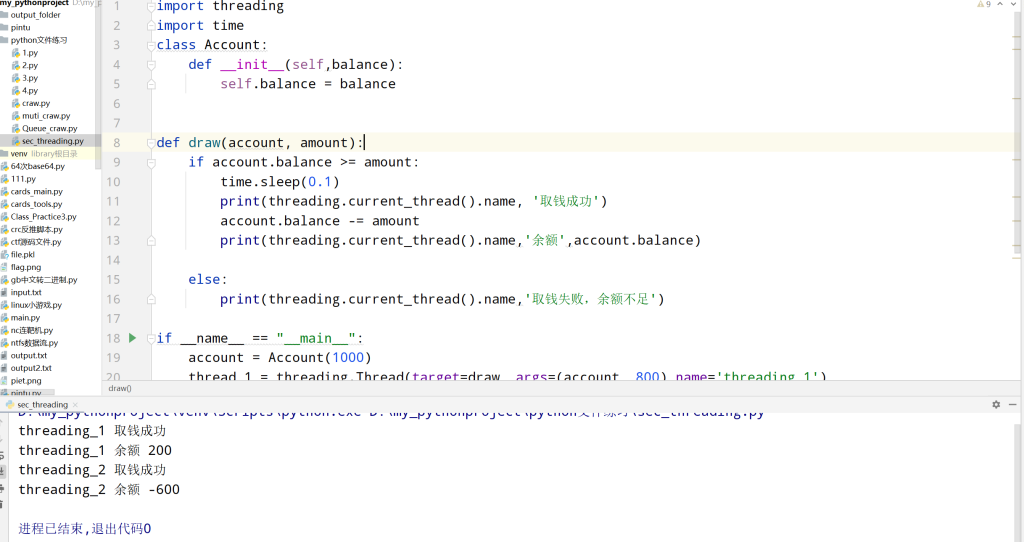 my_pythonproject D:\my_p
output_folder
pintu
python文件练习
1.py
2.py
3.py
4.py
craw.py
muti_craw.py
Queue_craw.py
sec_threading.py
venv library根目录
64次base64.py
111.py
cards_main.py
cards_tools.py
Class_Practice3.py
crc反推脚本.py
ctf源码文件.py
file.pkl
flag.png
gb中文转二进制.py
input.txt
linux小游戏.py
main.py
nc连靶机.py
ntfs数据流.py
output.txt
output2.txt
piet.png
pintu.py
1 import threading
2 import time
3 class Account:
4 def __init__(self,balance):
5 self.balance = balance
6
7
8 def draw(account, amount):
9 if account.balance >= amount:
10 time.sleep(0.1)
11 print(threading.current_thread().name, '取钱成功')
12 account.balance -= amount
13 print(threading.current_thread().name,'余额',account.balance)
14
15 else:
16 print(threading.current_thread().name,'取钱失败，余额不足')
17
18 if __name__ == "__main__":
19 account = Account(1000)
20 thread_1 = threading.Thread(target=draw, args=(account, 800),name='threading_1')
9
draw()
sec_threading
D:\my_pythonproject\venv\Scripts\python.exe D:\my_pythonproject\python文件练习\sec_threading.py
threading_1 取钱成功
threading_1 余额 200
threading_2 取钱成功
threading_2 余额 -600
进程已结束,退出代码0